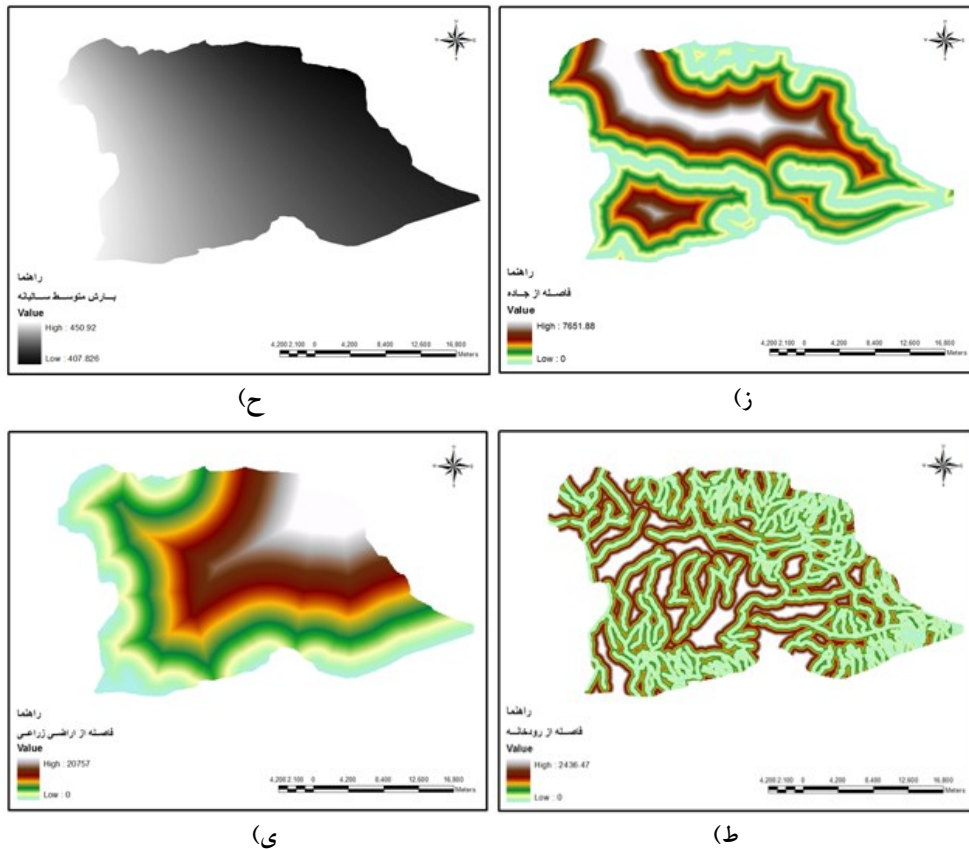 راهنما
بارش متوسط سالیانه
Value
High : 450.92
Low : 407.826
4,200 2,100 0 4,200 8,400 12,600 16,800
Meters
ح)
راهنما
فاصله از جاده
Value
High : 7651.88
Low : 0
4,200 2,100 0 4,200 8,400 12,600 16,800
Meters
ز)
راهنما
فاصله از اراضی زراعی
Value
High : 20757
Low : 0
4,200 2,100 0 4,200 8,400 12,600 16,800
Meters
ی)
راهنما
فاصله از رودخانه
Value
High : 2436.47
Low : 0
4,200 2,100 0 4,200 8,400 12,600 16,800
Meters
ط)